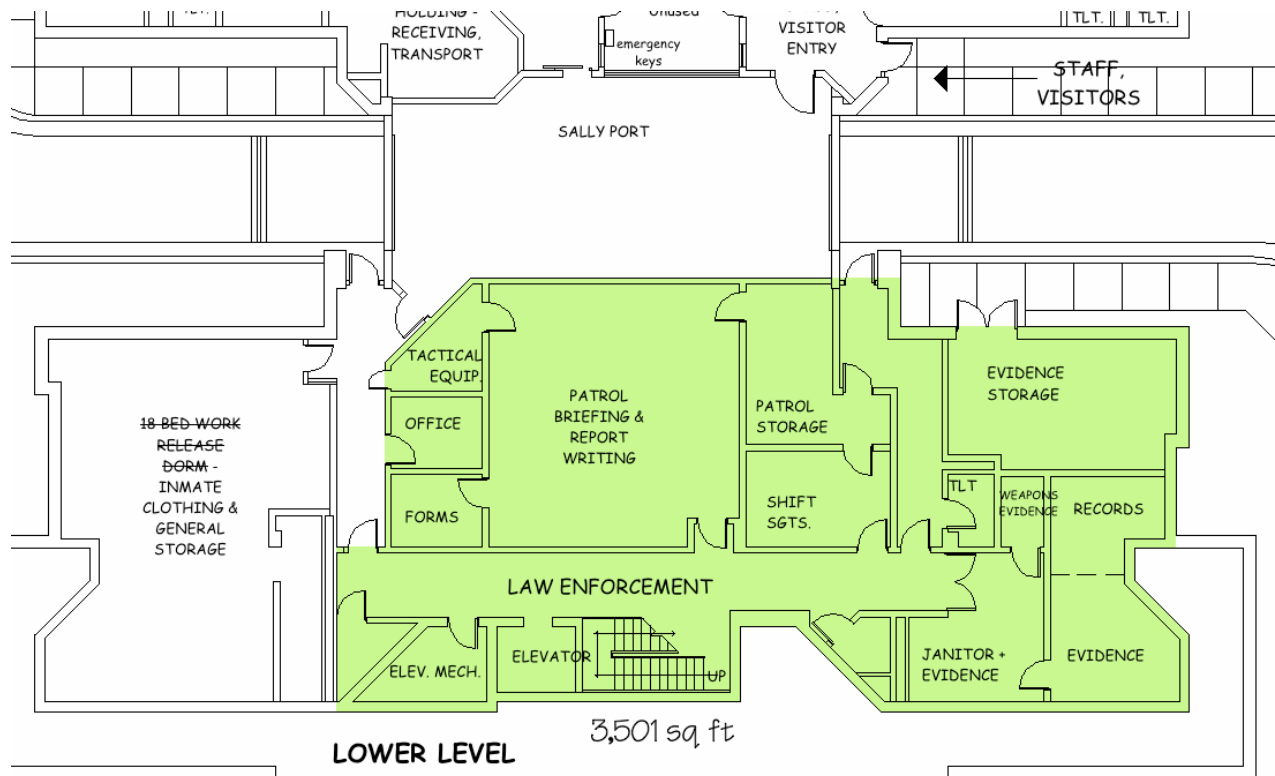 TLT.
HOLDING -
RECEIVING,
TRANSPORT
Unused
emergency
keys
VISITOR
ENTRY
TLT.
TLT.
STAFF,
VISITORS
SALLY PORT
TACTICAL
EQUIP.
OFFICE
FORMS
PATROL
BRIEFING &
REPORT
WRITING
PATROL
STORAGE
SHIFT
SGTS.
EVIDENCE
STORAGE
TLT
WEAPONS
EVIDENCE
RECORDS
18 BED WORK
RELEASE
DORM -
INMATE
CLOTHING &
GENERAL
STORAGE
LAW ENFORCEMENT
ELEV. MECH.
ELEVATOR
UP
JANITOR +
EVIDENCE
EVIDENCE
3,501 sq ft
LOWER LEVEL